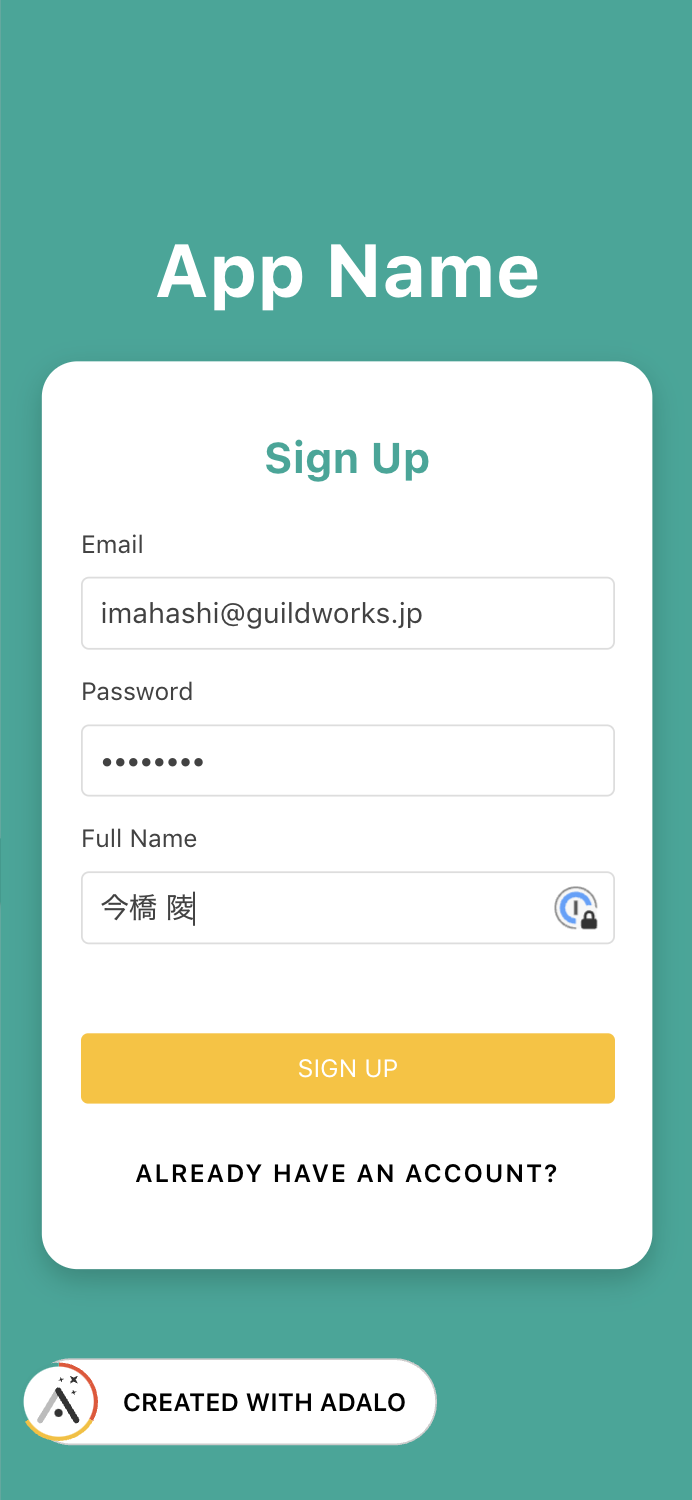 App Name
Sign Up
Email
imahashi@guildworks.jp
Password
••••••••
Full Name
今橋 陵
SIGN UP
ALREADY HAVE AN ACCOUNT?
CREATED WITH ADALO